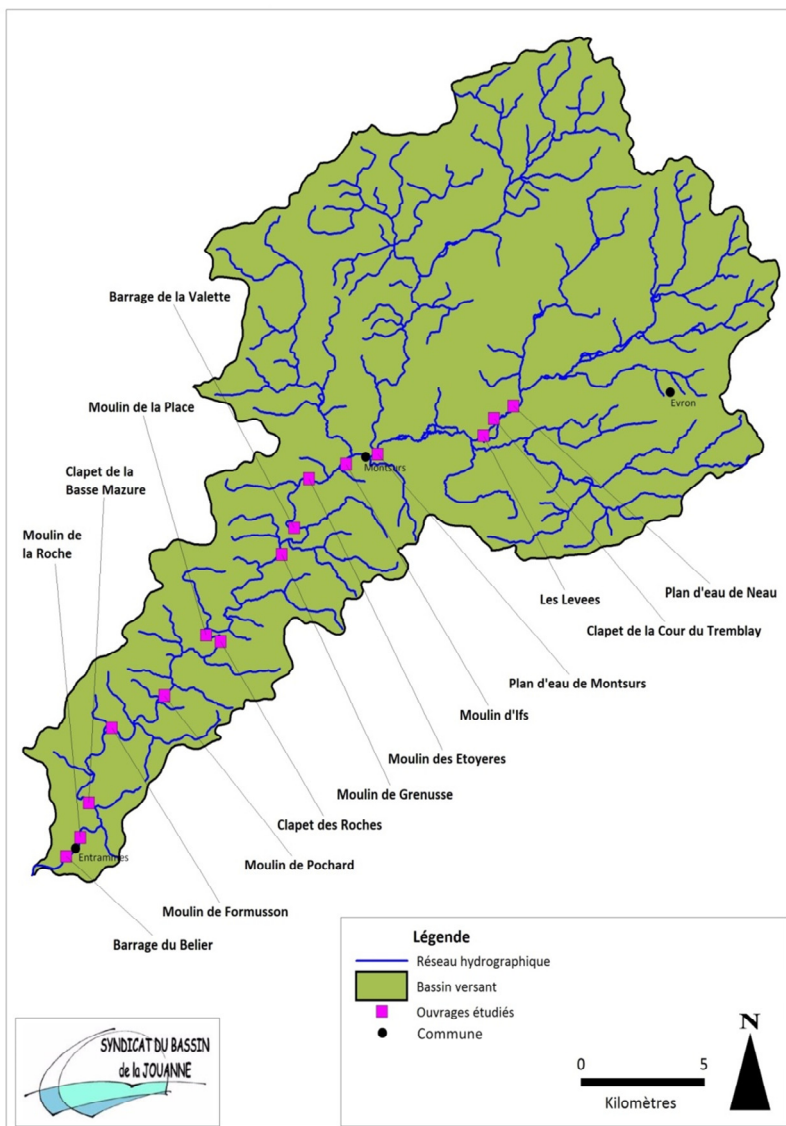 Barrage de la Valette
Moulin de la Place
Clapet de la
Basse Mazure
Moulin de
la Roche
Evron
Montsurs
Les Levees
Plan d'eau de Neau
Clapet de la Cour du Tremblay
Plan d'eau de Montsurs
Moulin d'Ifs
Moulin des Etoyeres
Moulin de Grenusse
Clapet des Roches
Moulin de Pochard
Entrammes
Moulin de Formusson
Barrage du Belier
Légende
Réseau hydrographique
Bassin versant
Ouvrages étudiés
Commune
N
0 5
Kilomètres
SYNDICAT DU BASSIN
de la JOUANNE